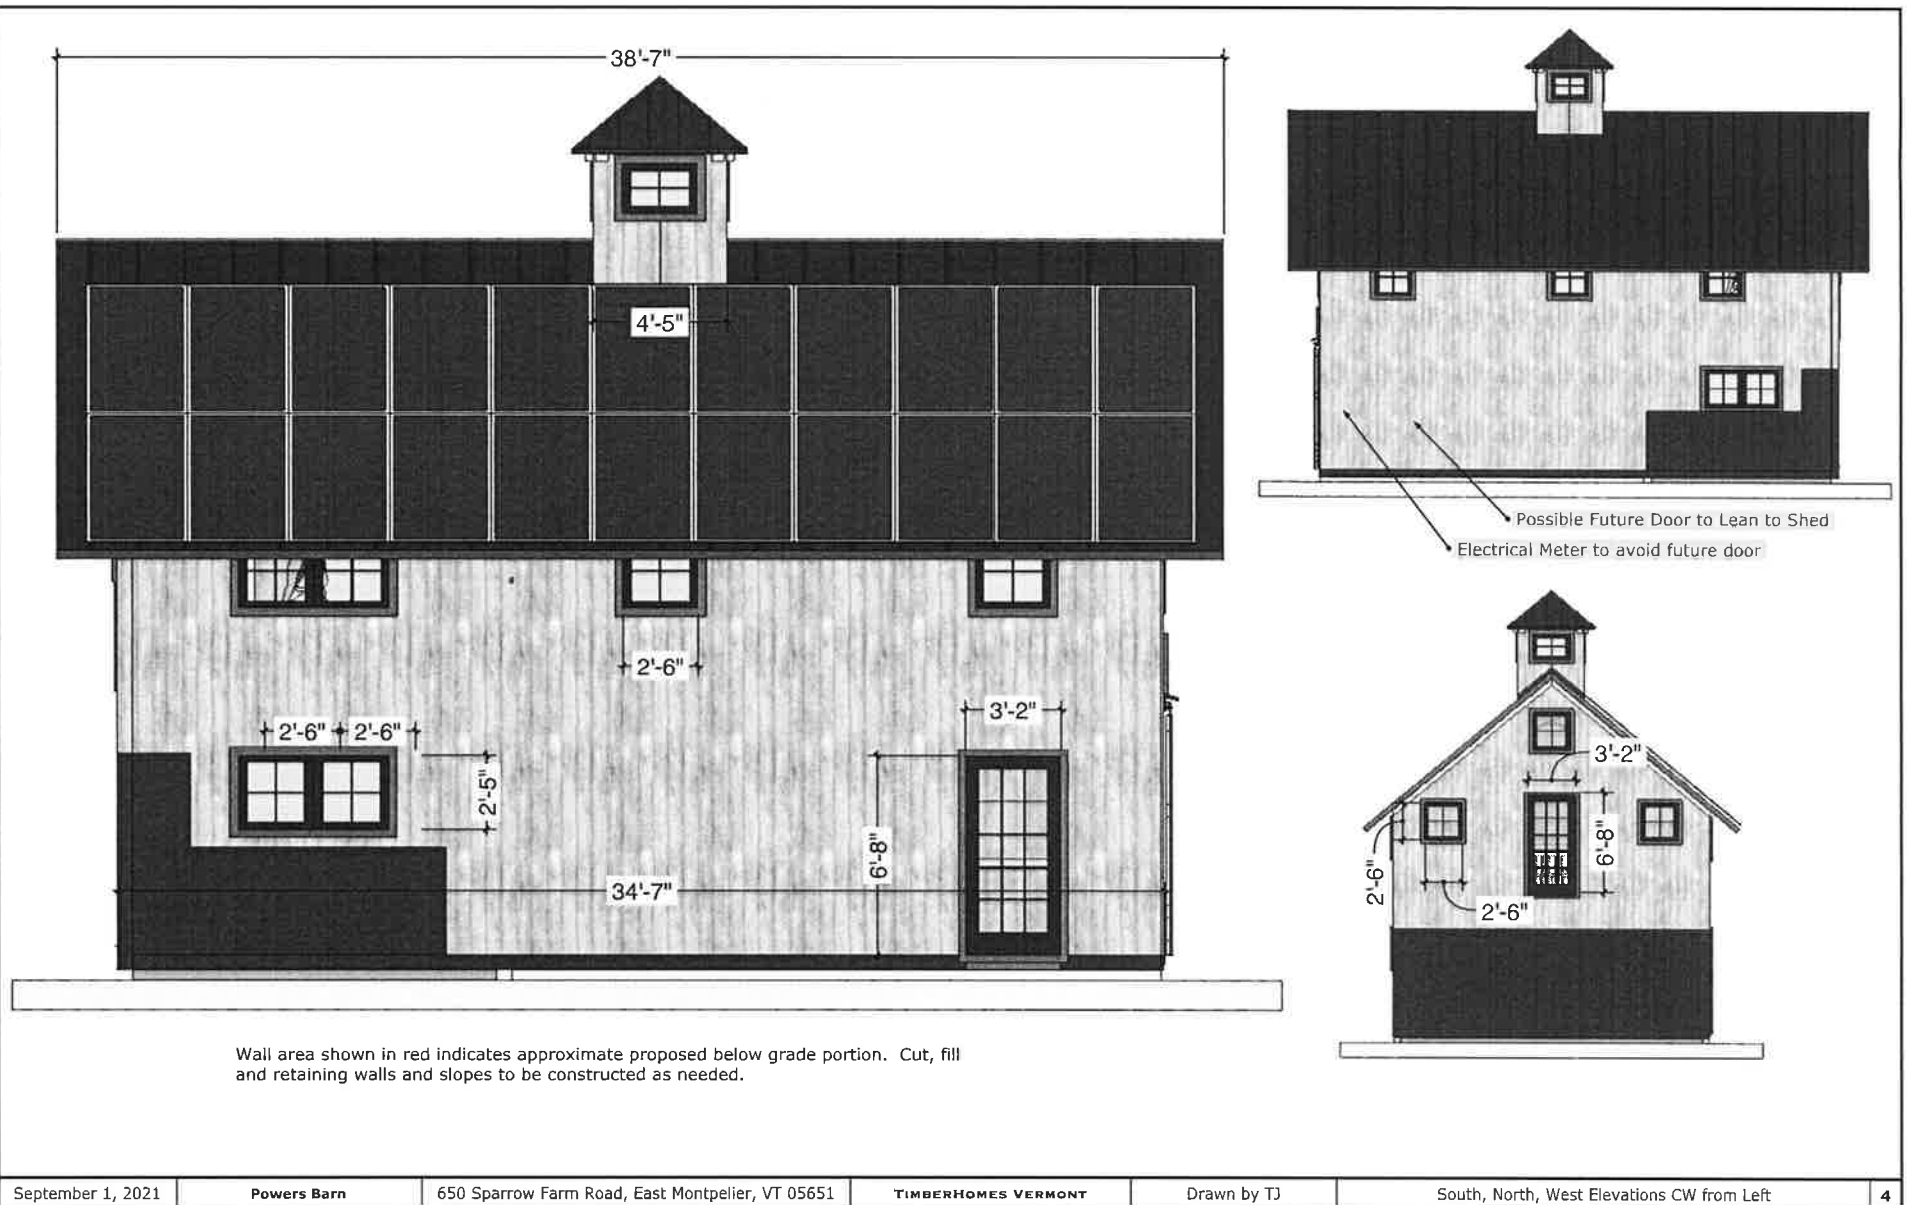 38'-7"
4'-5"
2'-6"
2'-6" 2'-6"
3'-2"
2'-5"
6'-8"
34'-7"
Wall area shown in red indicates approximate proposed below grade portion. Cut, fill
and retaining walls and slopes to be constructed as needed.
Possible Future Door to Lean to Shed
Electrical Meter to avoid future door
3'-2"
6'-8"
2'-6"
2'-6"
September 1, 2021
Powers Barn
650 Sparrow Farm Road, East Montpelier, VT 05651
TIMBERHOMES VERMONT
Drawn by TJ
South, North, West Elevations CW from Left
4